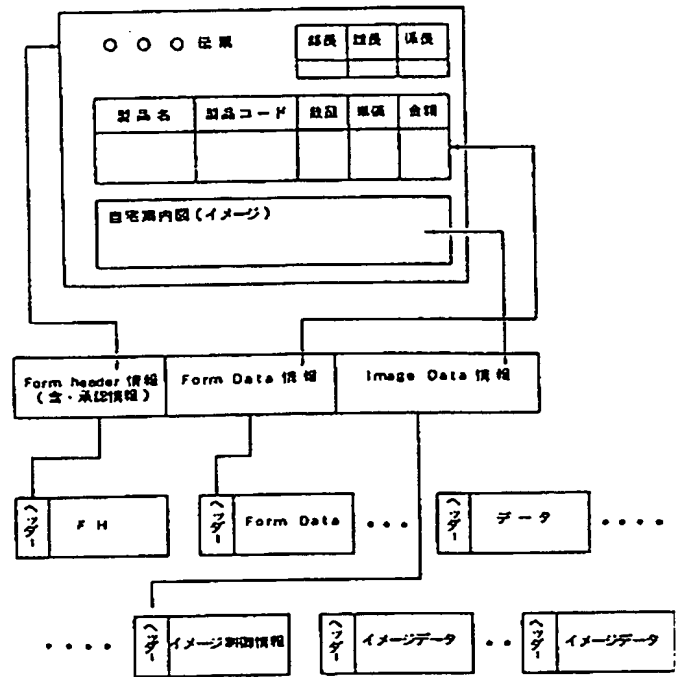 ○ ○ ○ 伝票
部長 課長 係長
製品名 製品コード 数量 単価 金額
自宅案内図(イメージ)
Form header 情報 Form Data 情報 Image Data 情報
(含・承認情報)
ヘッダー FH ヘッダー Form Data ・・・ ヘッダー データ ・・・・
・・・・ ヘッダー イメージ制御情報 ヘッダー イメージデータ ・・ ヘッダー イメージデータ